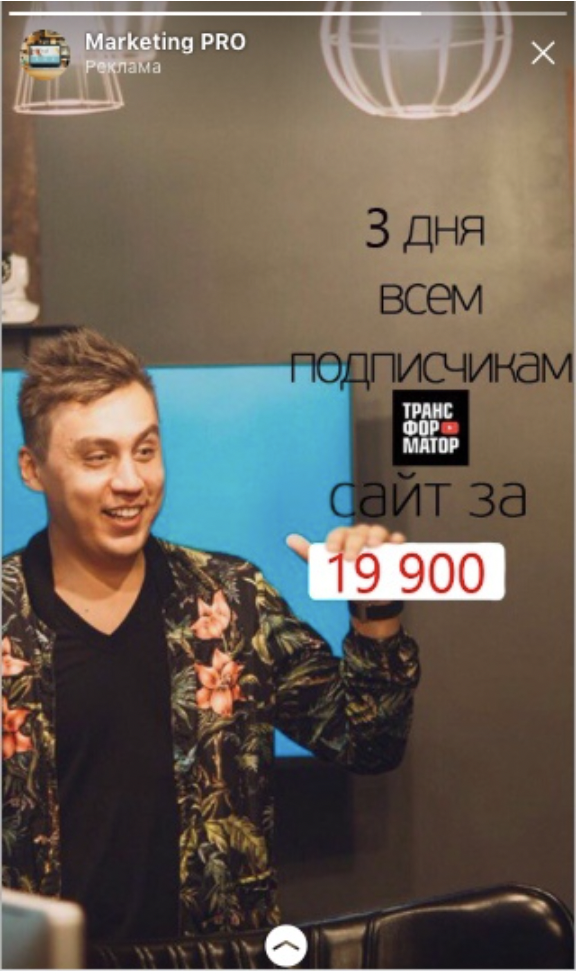 Marketing PRO
Реклама
3 дня
всем
подписчикам
ТРАНС
ФОР
МАТОР
сайт за
19 900